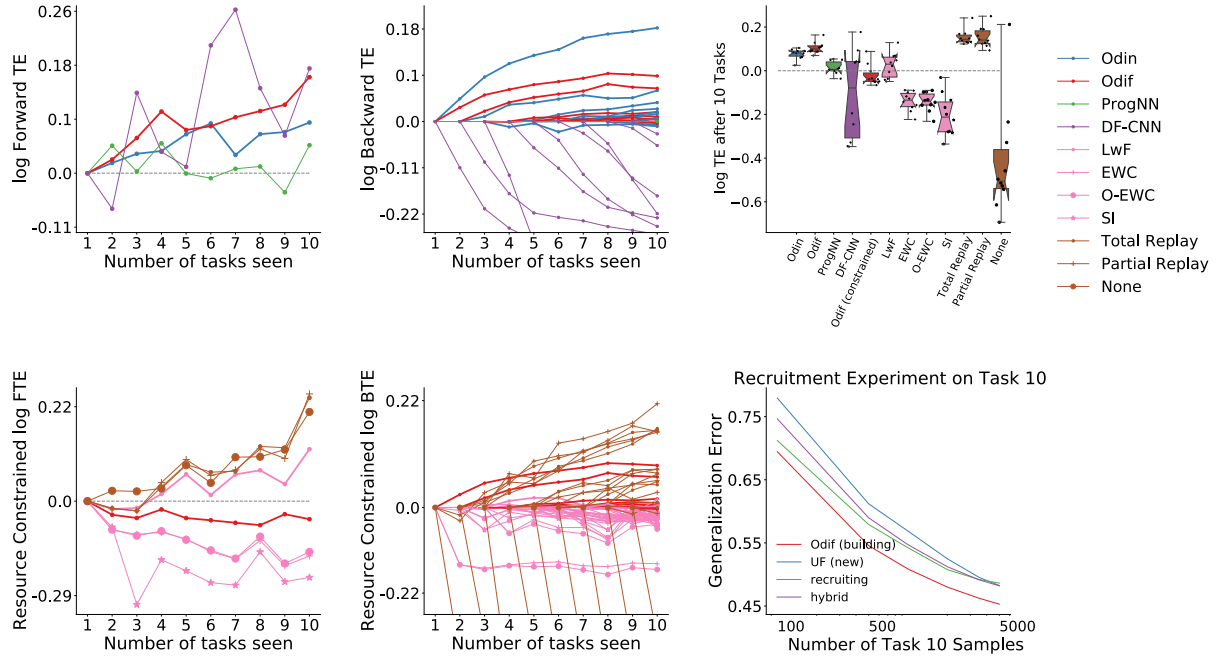 0.26
0.18
0.1
0.0
-0.11
log Forward TE
1 2 3 4 5 6 7 8 9 10
Number of tasks seen
0.18
0.1
0.0
-0.11
-0.22
log Backward TE
1 2 3 4 5 6 7 8 9 10
Number of tasks seen
0.2
0.0
-0.2
-0.4
-0.6
log TE after 10 Tasks
Odin
Odif
ProgNN
DF-CNN
Odif (constrained)
LwF
EWC
O-EWC
SI
Total Replay
Partial Replay
None
Odin
Odif
ProgNN
DF-CNN
LwF
EWC
O-EWC
SI
Total Replay
Partial Replay
None
0.22
0.0
-0.29
Resource Constrained log FTE
1 2 3 4 5 6 7 8 9 10
Number of tasks seen
0.22
0.0
-0.22
Resource Constrained log BTE
1 2 3 4 5 6 7 8 9 10
Number of tasks seen
Recruitment Experiment on Task 10
0.75
0.65
0.55
0.45
Generalization Error
Odif (building)
UF (new)
recruiting
hybrid
100 500 5000
Number of Task 10 Samples